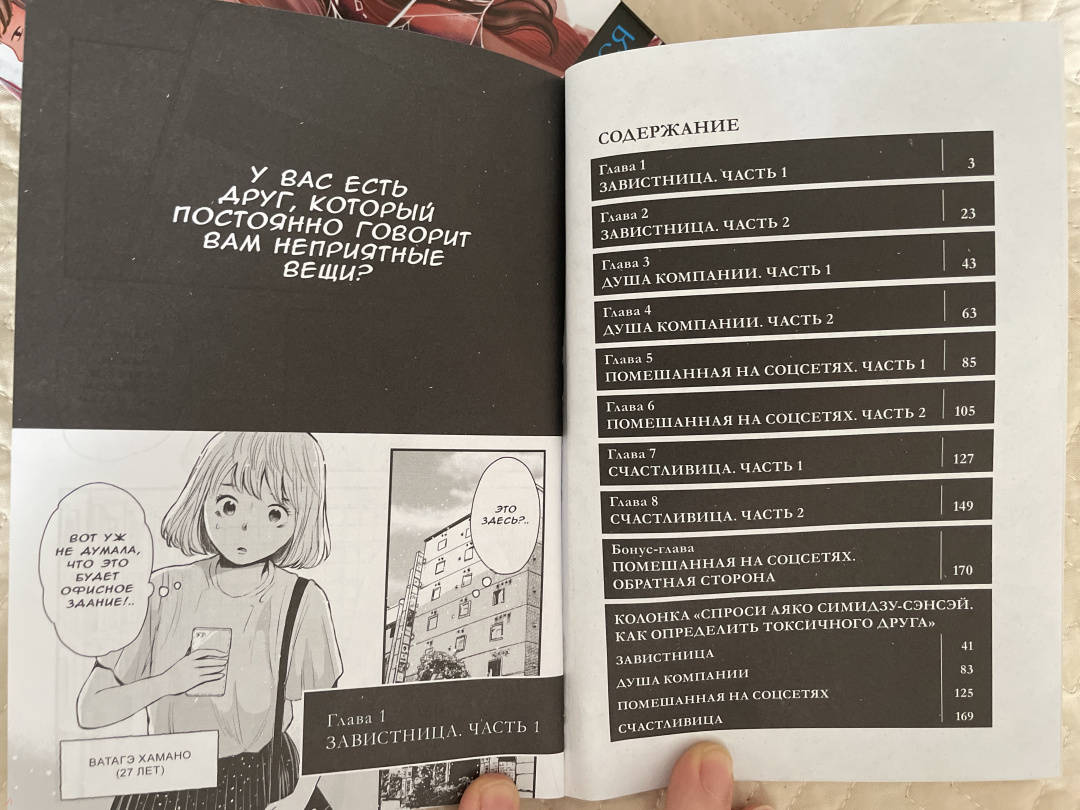 У ВАС ЕСТЬ
ДРУГ, КОТОРЫЙ
ПОСТОЯННО ГОВОРИТ
ВАМ НЕПРИЯТНЫЕ
ВЕЩИ?
ВОТ УЖ
НЕ ДУМАЛА,
ЧТО ЭТО
БУДЕТ
ОФИСНОЕ
ЗДАНИЕ!..
ЭТО
ЗДЕСЬ?..
Глава 1
ЗАВИСТНИЦА. ЧАСТЬ 1
ВАТАГЭ ХАМАНО
(27 ЛЕТ)
СОДЕРЖАНИЕ
Глава 1
ЗАВИСТНИЦА. ЧАСТЬ 1 3
Глава 2
ЗАВИСТНИЦА. ЧАСТЬ 2 23
Глава 3
ДУША КОМПАНИИ. ЧАСТЬ 1 43
Глава 4
ДУША КОМПАНИИ. ЧАСТЬ 2 63
Глава 5
ПОМЕШАННАЯ НА СОЦСЕТЯХ. ЧАСТЬ 1 85
Глава 6
ПОМЕШАННАЯ НА СОЦСЕТЯХ. ЧАСТЬ 2 105
Глава 7
СЧАСТЛИВИЦА. ЧАСТЬ 1 127
Глава 8
СЧАСТЛИВИЦА. ЧАСТЬ 2 149
Бонус-глава
ПОМЕШАННАЯ НА СОЦСЕТЯХ.
ОБРАТНАЯ СТОРОНА 170
КОЛОНКА «СПРОСИ АЯКО СИМИДЗУ-СЭНСЭЙ.
КАК ОПРЕДЕЛИТЬ ТОКСИЧНОГО ДРУГА»
ЗАВИСТНИЦА 41
ДУША КОМПАНИИ 83
ПОМЕШАННАЯ НА СОЦСЕТЯХ 125
СЧАСТЛИВИЦА 169